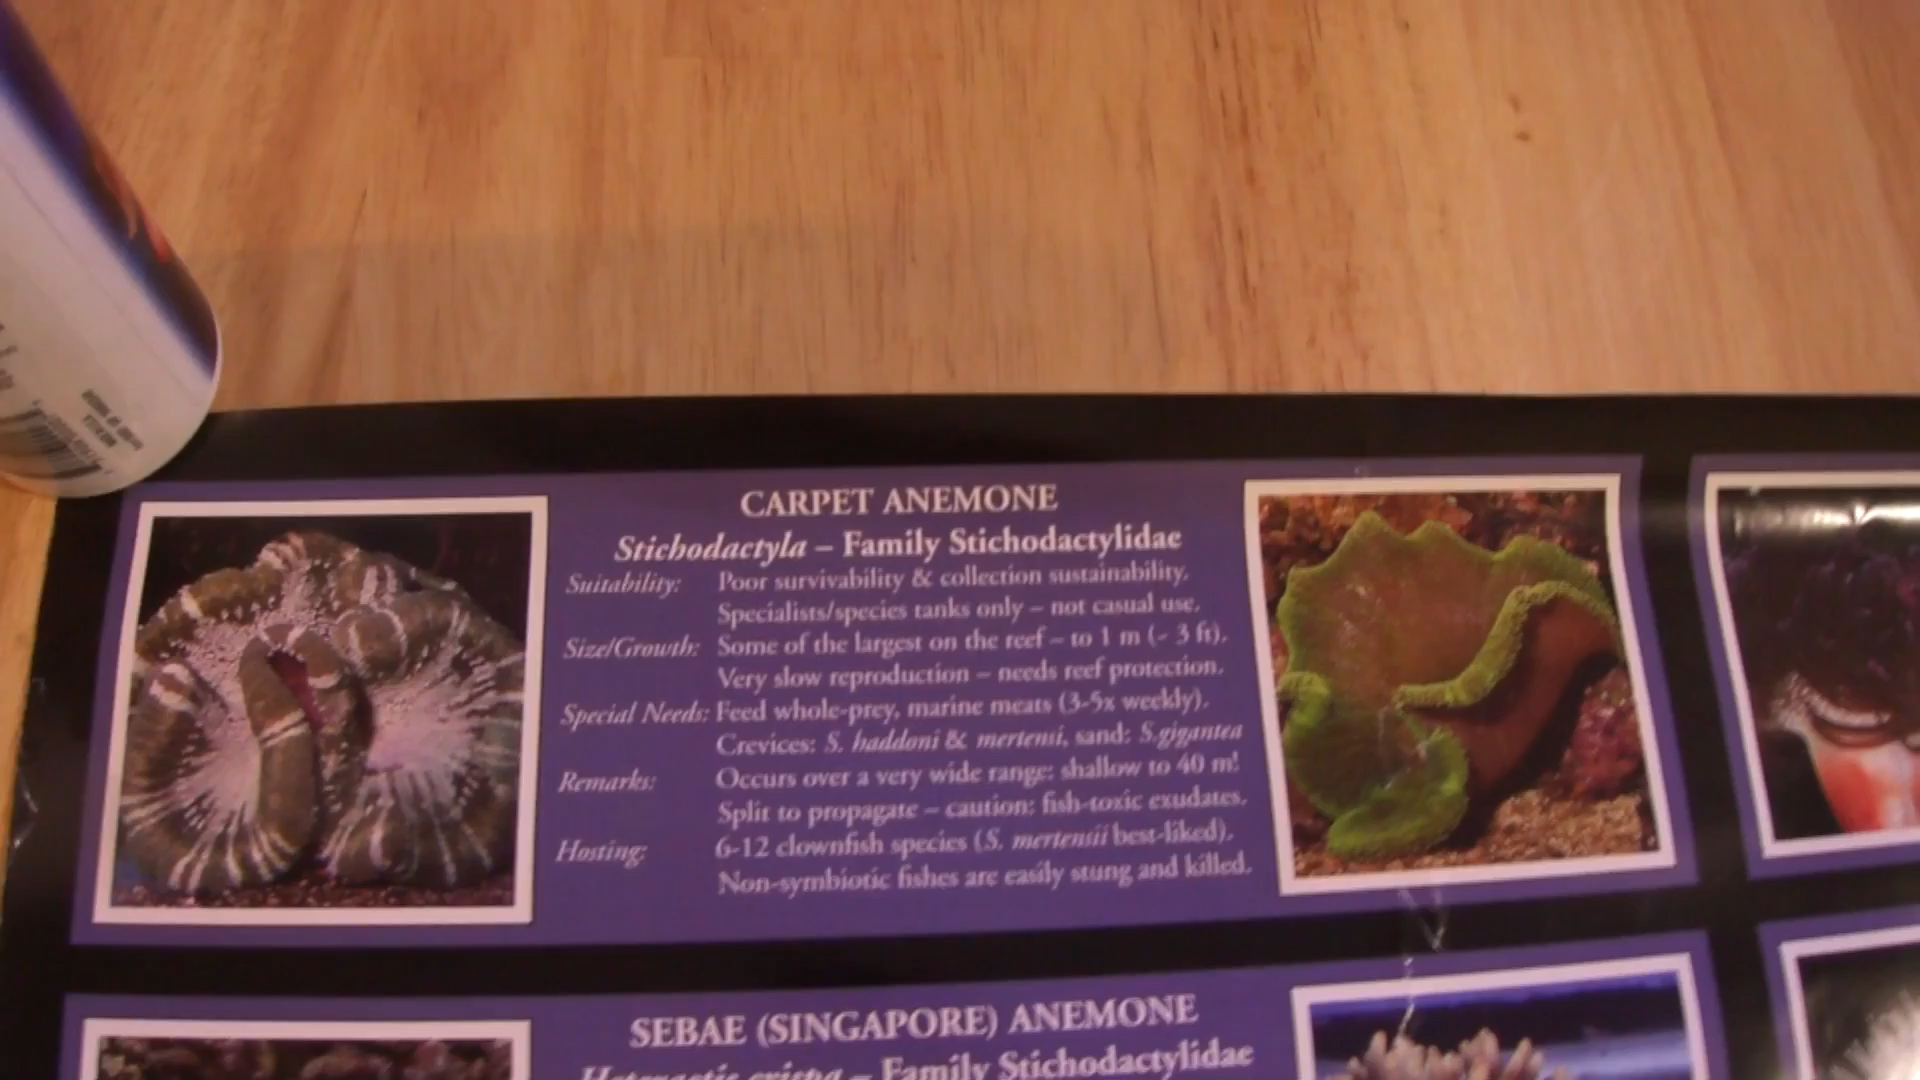 CARPET ANEMONE
Stichodactyla – Family Stichodactylidae
Suitability: Poor survivability & collection sustainability.
Specialists/species tanks only – not casual use.
Size/Growth: Some of the largest on the reef – to 1 m (~ 3 ft).
Very slow reproduction – needs reef protection.
Special Needs: Feed whole-prey, marine meats (3-5x weekly).
Crevices: S. haddoni & mertensi, sand: S.gigantea
Remarks: Occurs over a very wide range: shallow to 40 m!
Split to propagate – caution: fish-toxic exudates.
Hosting: 6-12 clownfish species (S. mertensii best-liked).
Non-symbiotic fishes are easily stung and killed.
SEBAE (SINGAPORE) ANEMONE
Heteractis crispa – Family Stichodactylidae